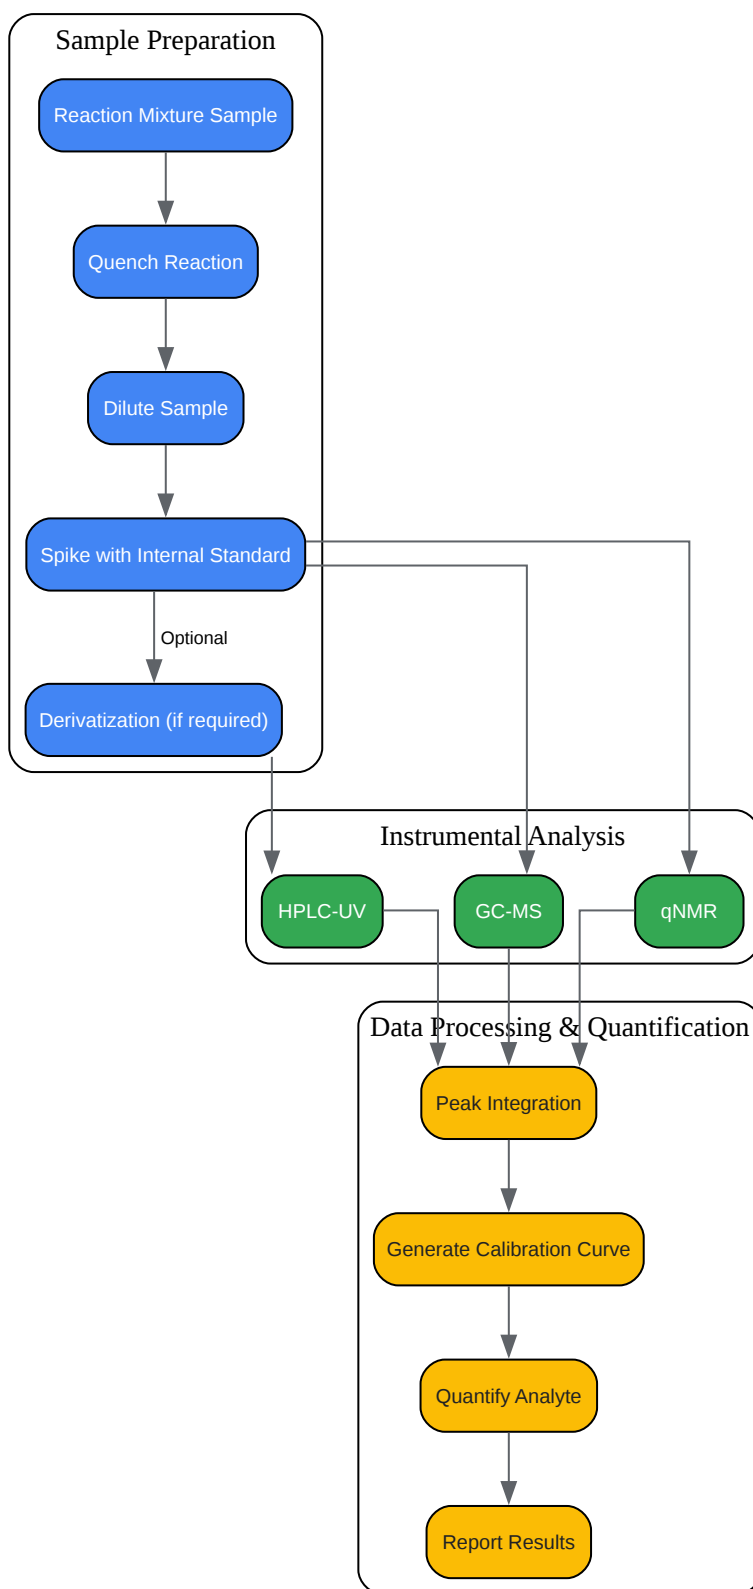 Sample Preparation
Reaction Mixture Sample
Quench Reaction
Dilute Sample
Spike with Internal Standard
Optional
Derivatization (if required)
Instrumental Analysis
HPLC-UV
GC-MS
qNMR
Data Processing & Quantification
Peak Integration
Generate Calibration Curve
Quantify Analyte
Report Results